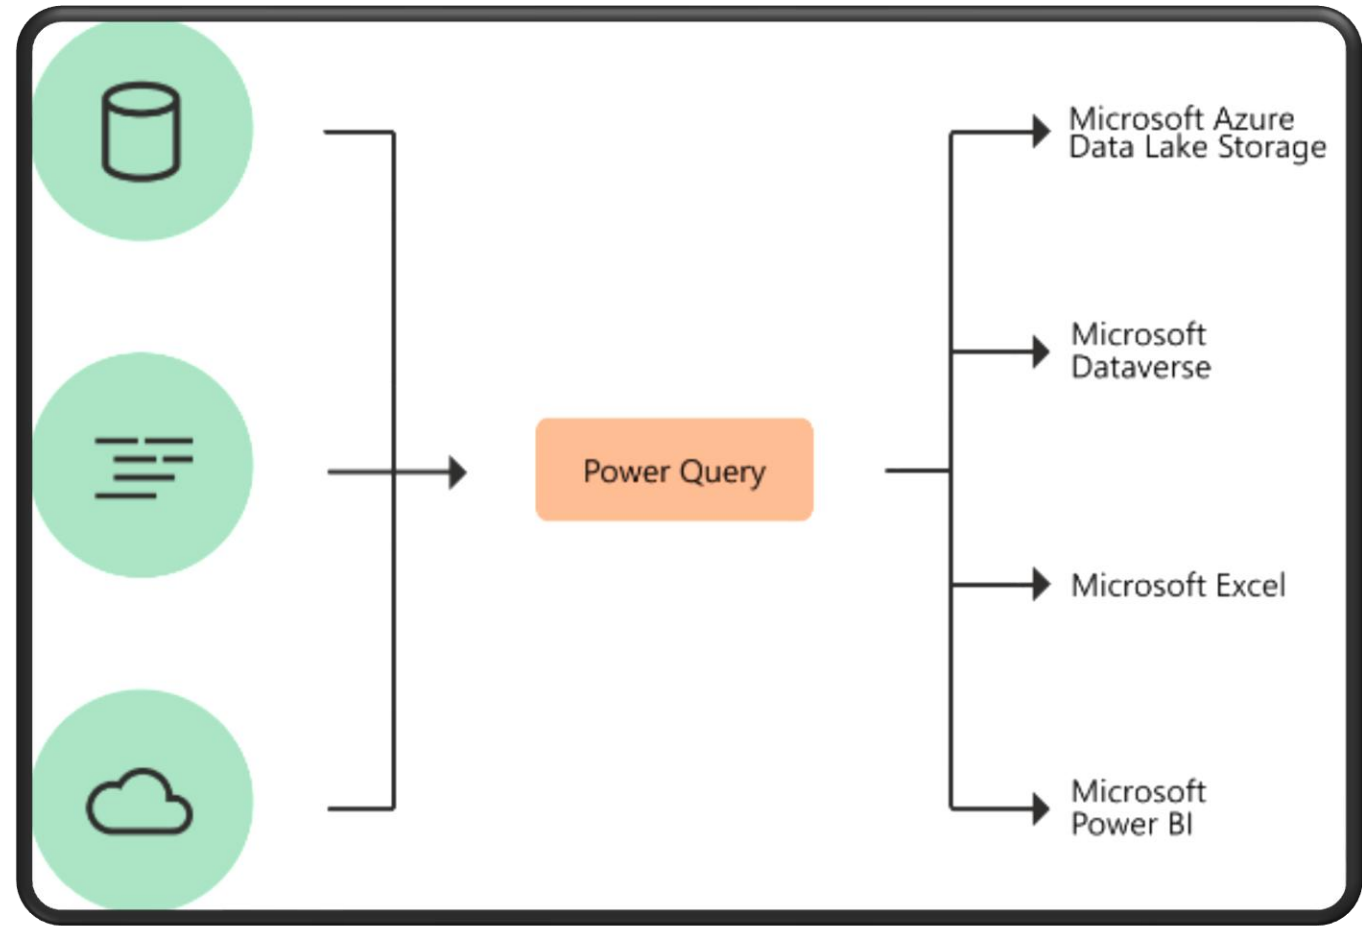 Microsoft Azure
Data Lake Storage
Microsoft
Dataverse
Power Query
Microsoft Excel
Microsoft
Power BI